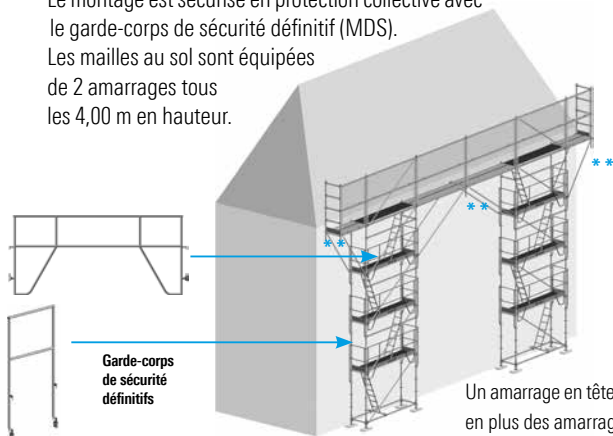 Le montage est sécurisé en protection collective avec
le garde-corps de sécurité définitif (MDS).
Les mailles au sol sont équipées
de 2 amarrages tous
les 4,00 m en hauteur.
**
**
**
Garde-corps
de sécurité
définitifs
Un amarrage en tête
en plus des amarrag